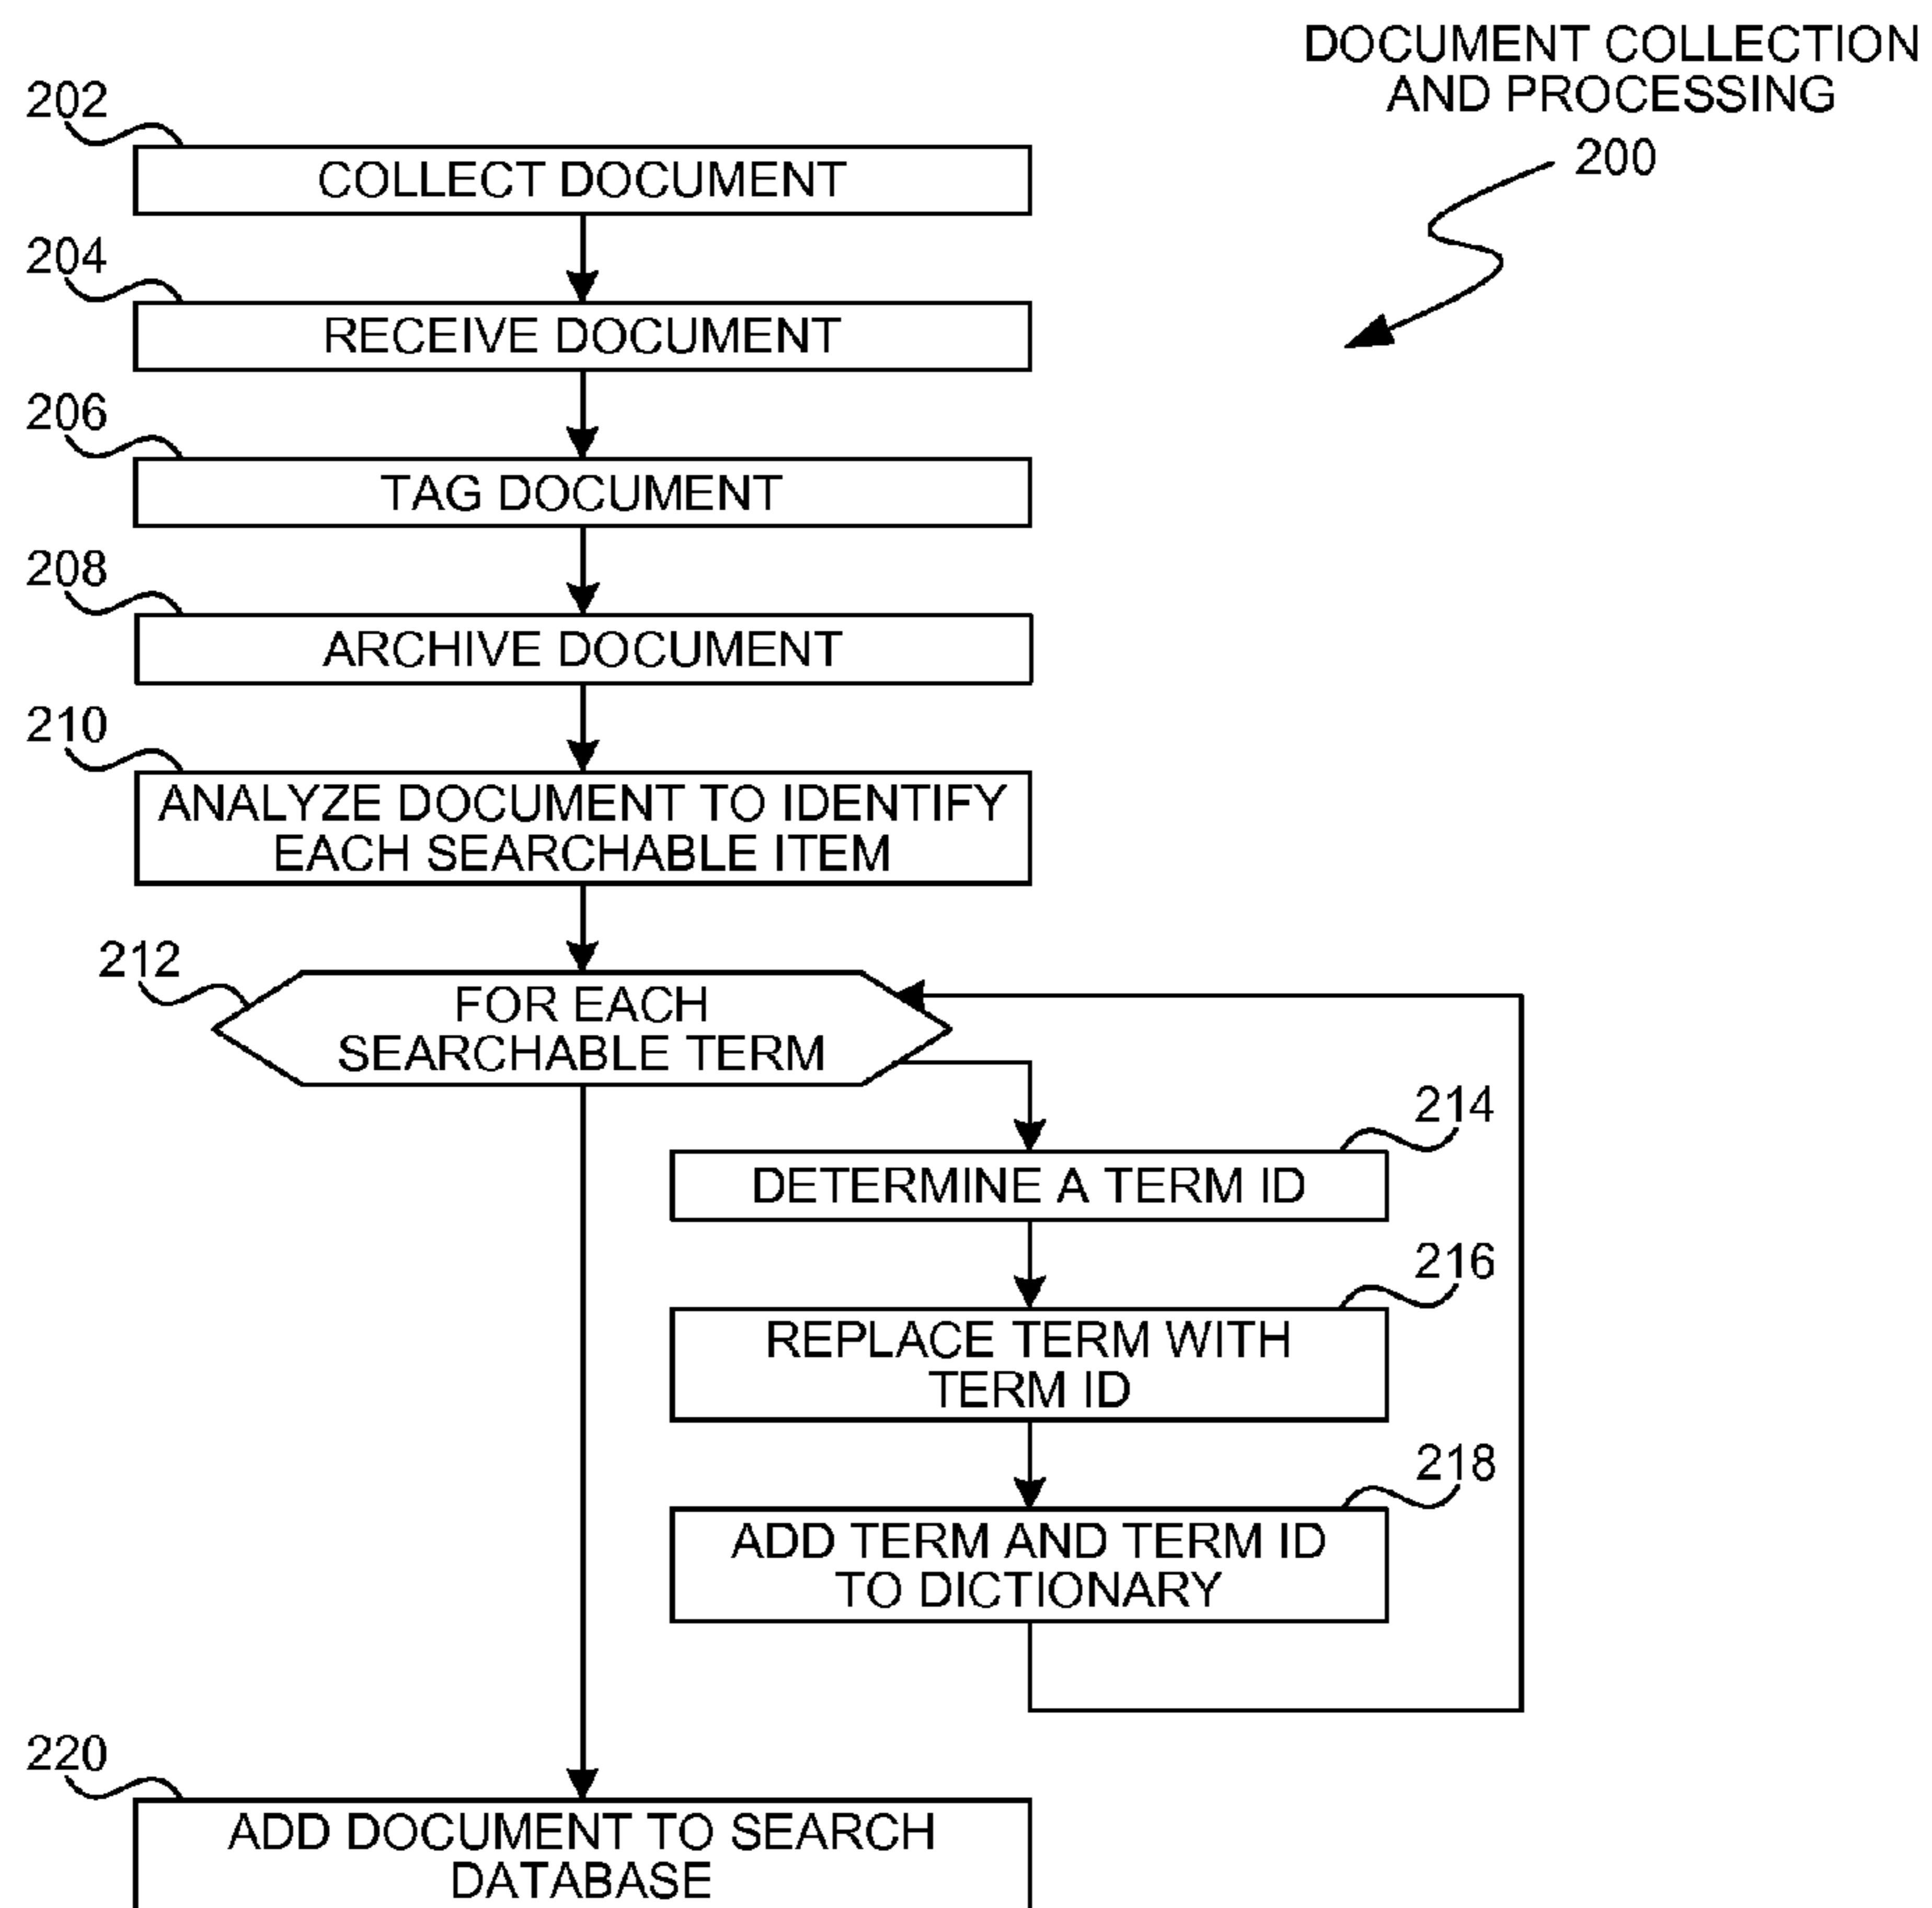 DOCUMENT COLLECTION
AND PROCESSING
200
202
COLLECT DOCUMENT
204
RECEIVE DOCUMENT
206
TAG DOCUMENT
208
ARCHIVE DOCUMENT
210
ANALYZE DOCUMENT TO IDENTIFY
EACH SEARCHABLE ITEM
212
FOR EACH
SEARCHABLE TERM
214
DETERMINE A TERM ID
216
REPLACE TERM WITH
TERM ID
218
ADD TERM AND TERM ID
TO DICTIONARY
220
ADD DOCUMENT TO SEARCH
DATABASE